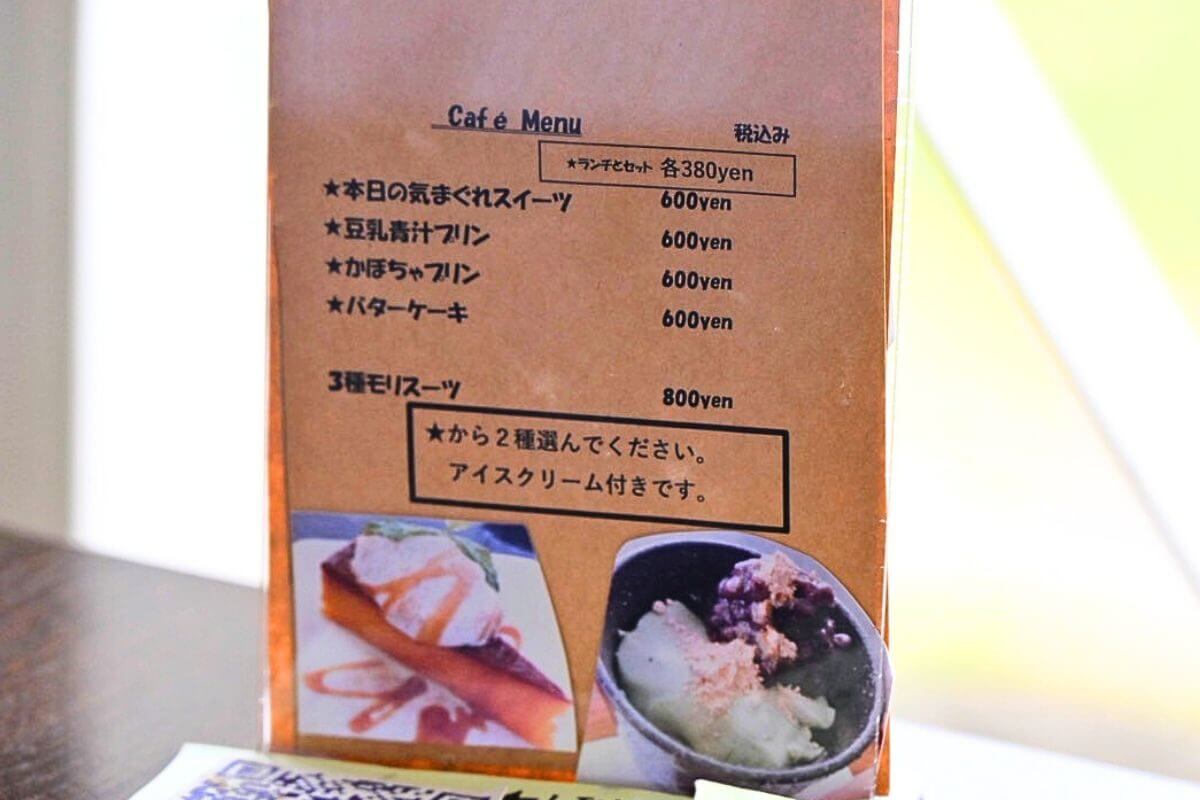 Café Menu
税込み
★ランチとセット 各380yen
★本日の気まぐれスイーツ 600yen
★豆乳青汁プリン 600yen
★かぼちゃプリン 600yen
★バターケーキ 600yen
3種モリスーツ 800yen
★から2種選んでください。
アイスクリーム付きです。